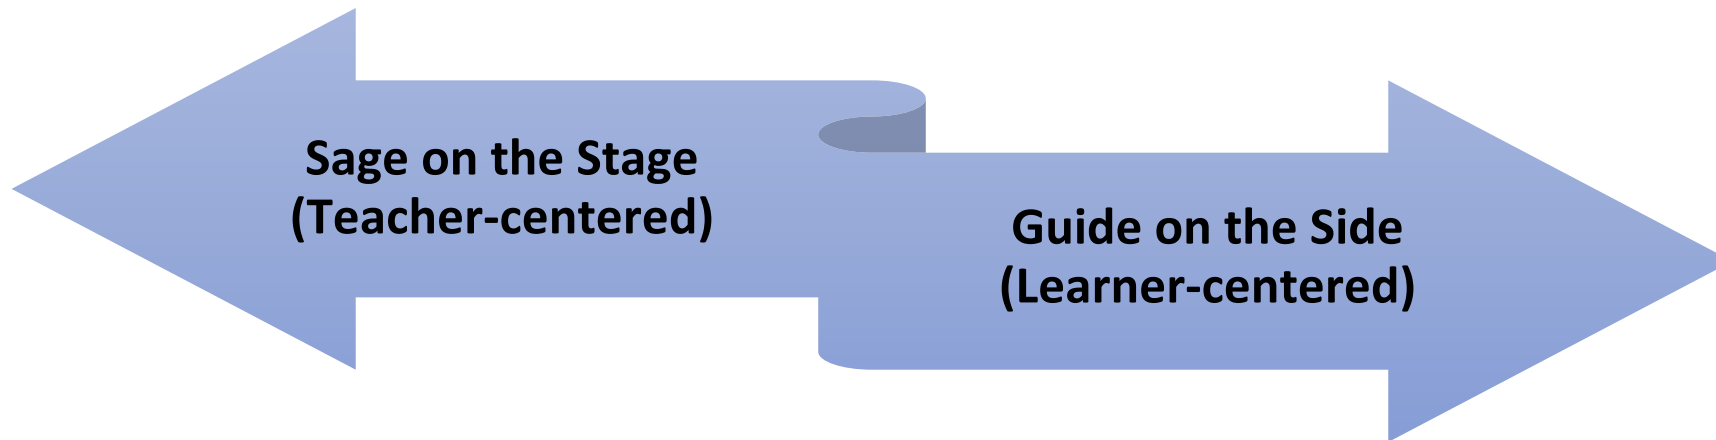 Sage on the Stage
(Teacher-centered)
Guide on the Side
(Learner-centered)